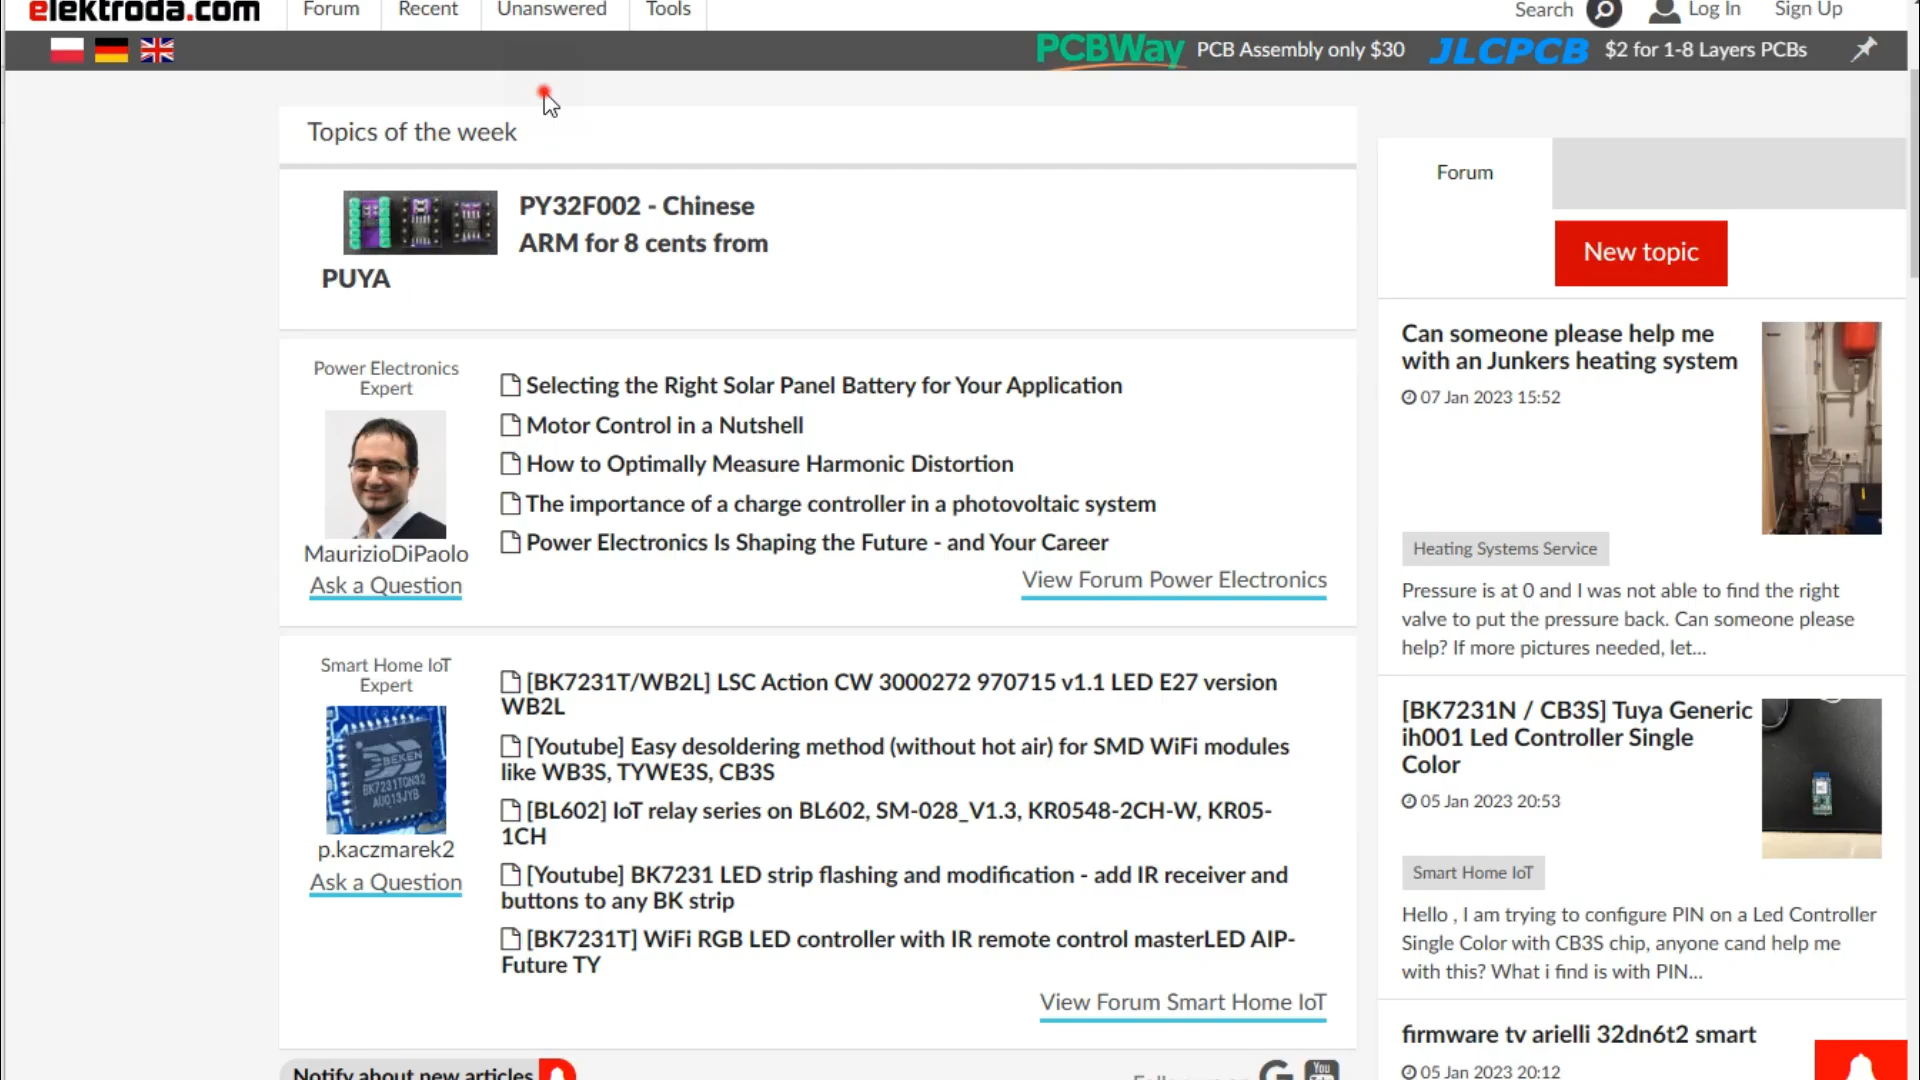 elektroda.com
Forum
Recent
Unanswered
Tools
Search
Log In
Sign Up
PCBWay PCB Assembly only $30
JLCPCB $2 for 1-8 Layers PCBs
Topics of the week
PY32F002 - Chinese
ARM for 8 cents from
PUYA
Power Electronics
Expert
MaurizioDiPaolo
Ask a Question
Selecting the Right Solar Panel Battery for Your Application
Motor Control in a Nutshell
How to Optimally Measure Harmonic Distortion
The importance of a charge controller in a photovoltaic system
Power Electronics Is Shaping the Future - and Your Career
View Forum Power Electronics
Smart Home IoT
Expert
BEKEN
BK7231TQN32
AU013JYB
p.kaczmarek2
Ask a Question
[BK7231T/WB2L] LSC Action CW 3000272 970715 v1.1 LED E27 version
WB2L
[Youtube] Easy desoldering method (without hot air) for SMD WiFi modules
like WB3S, TYWE3S, CB3S
[BL602] IoT relay series on BL602, SM-028_V1.3, KR0548-2CH-W, KR05-
1CH
[Youtube] BK7231 LED strip flashing and modification - add IR receiver and
buttons to any BK strip
[BK7231T] WiFi RGB LED controller with IR remote control masterLED AIP-
Future TY
View Forum Smart Home IoT
Notify about new articles
Forum
New topic
Can someone please help me
with an Junkers heating system
07 Jan 2023 15:52
Heating Systems Service
Pressure is at 0 and I was not able to find the right
valve to put the pressure back. Can someone please
help? If more pictures needed, let...
[BK7231N / CB3S] Tuya Generic
ih001 Led Controller Single
Color
05 Jan 2023 20:53
Smart Home IoT
Hello , I am trying to configure PIN on a Led Controller
Single Color with CB3S chip, anyone cand help me
with this? What i find is with PIN...
firmware tv arielli 32dn6t2 smart
05 Jan 2023 20:12